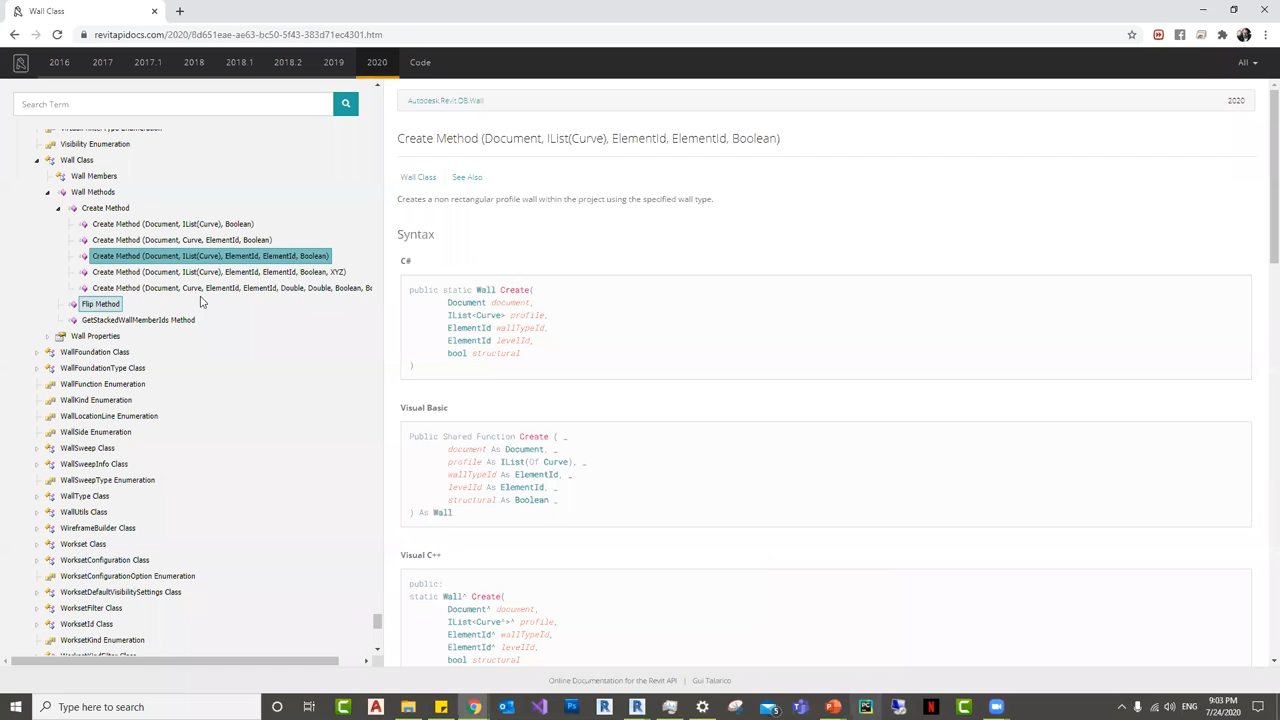 Wall Class
revitapidocs.com/2020/8d651eae-ae63-bc50-5f43-383d71ec4331.htm
2016 2017 2017.1 2018 2018.1 2018.2 2019 2020 Code All
Search Term
Visibility Enumeration
Wall Class
Wall Members
Wall Methods
Create Method
Create Method (Document, IList(Curve), Boolean)
Create Method (Document, Curve, ElementId, Boolean)
Create Method (Document, IList(Curve), ElementId, ElementId, Boolean)
Create Method (Document, IList(Curve), ElementId, ElementId, Boolean, XYZ)
Create Method (Document, Curve, ElementId, ElementId, Double, Double, Boolean, Bo
Flip Method
GetStackedWallMemberIds Method
Wall Properties
WallFoundation Class
WallFoundationType Class
WallFunction Enumeration
WallKind Enumeration
WallLocationLine Enumeration
WallSide Enumeration
WallSweep Class
WallSweepInfo Class
WallSweepType Enumeration
WallType Class
WallUtils Class
WireframeBuilder Class
Workset Class
WorksetConfiguration Class
WorksetConfigurationOption Enumeration
WorksetDefaultVisibilitySettings Class
WorksetFilter Class
WorksetId Class
WorksetKind Enumeration
Autodesk.Revit.DB.Wall 2020
Create Method (Document, IList(Curve), ElementId, ElementId, Boolean)
Wall Class See Also
Creates a non rectangular profile wall within the project using the specified wall type.
Syntax
C#
public static Wall Create(
Document document,
IList<Curve> profile,
ElementId wallTypeId,
ElementId levelId,
bool structural
)
Visual Basic
Public Shared Function Create ( _
document As Document, _
profile As IList(Of Curve), _
wallTypeId As ElementId, _
levelId As ElementId, _
structural As Boolean _
) As Wall
Visual C++
public:
static Wall^ Create(
Document^ document,
IList<Curve^>^ profile,
ElementId^ wallTypeId,
ElementId^ levelId,
bool structural
Online Documentation for the Revit API | Gui Talarico
Type here to search
9:03 PM
7/24/2020